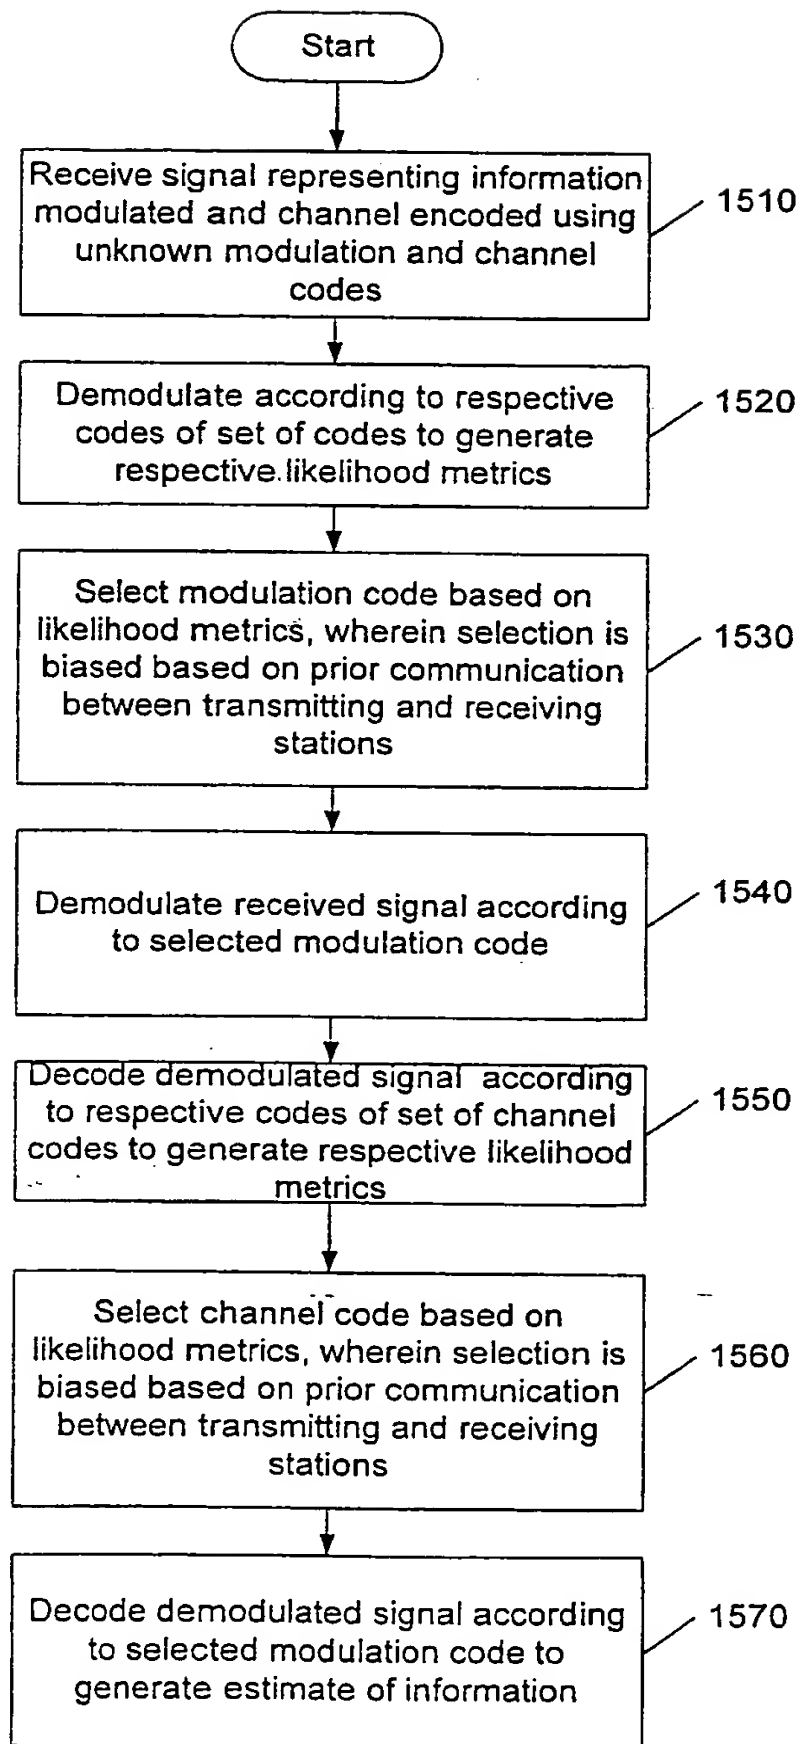 Start
Receive signal representing information
modulated and channel encoded using
unknown modulation and channel
codes
1510
Demodulate according to respective
codes of set of codes to generate
respective likelihood metrics
1520
Select modulation code based on
likelihood metrics, wherein selection is
biased based on prior communication
between transmitting and receiving
stations
1530
Demodulate received signal according
to selected modulation code
1540
Decode demodulated signal according
to respective codes of set of channel
codes to generate respective likelihood
metrics
1550
Select channel code based on
likelihood metrics, wherein selection is
biased based on prior communication
between transmitting and receiving
stations
1560
Decode demodulated signal according
to selected modulation code to
generate estimate of information
1570